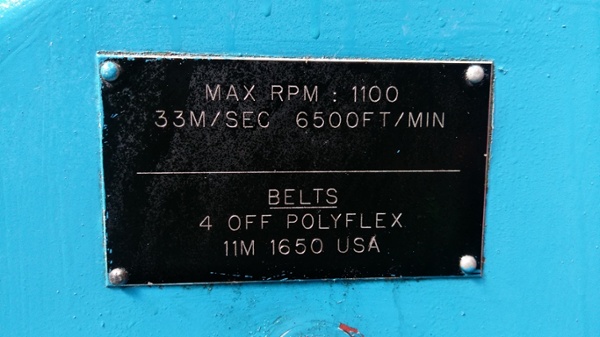 MAX RPM : 1100
33M/SEC 6500FT/MIN
BELTS
4 OFF POLYFLEX
11M 1650 USA